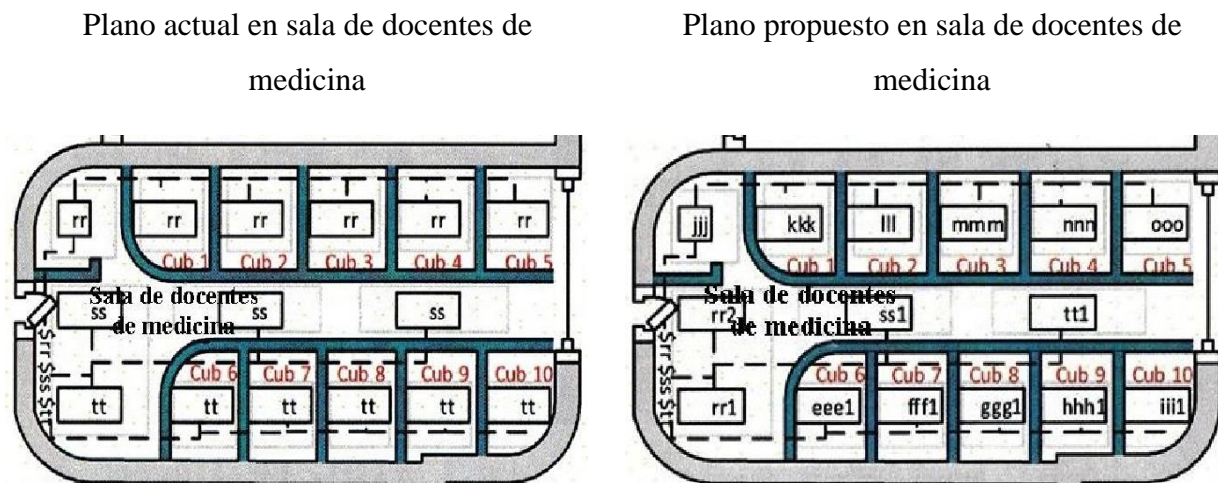 Plano actual en sala de docentes de
medicina
rr rr rr rr rr rr
Cub 1 Cub 2 Cub 3 Cub 4 Cub 5
Sala de docentes
de medicina
ss ss ss
$rr $ss $tt
Cub 6 Cub 7 Cub 8 Cub 9 Cub 10
tt tt tt tt tt tt
Plano propuesto en sala de docentes de
medicina
jjj kkk lll mmm nnn ooo
Cub 1 Cub 2 Cub 3 Cub 4 Cub 5
Sala de docentes
de medicina
rr2 ss1 tt1
$rr $ss
Cub 6 Cub 7 Cub 8 Cub 9 Cub 10
rr1 eee1 fff1 ggg1 hhh1 iii1